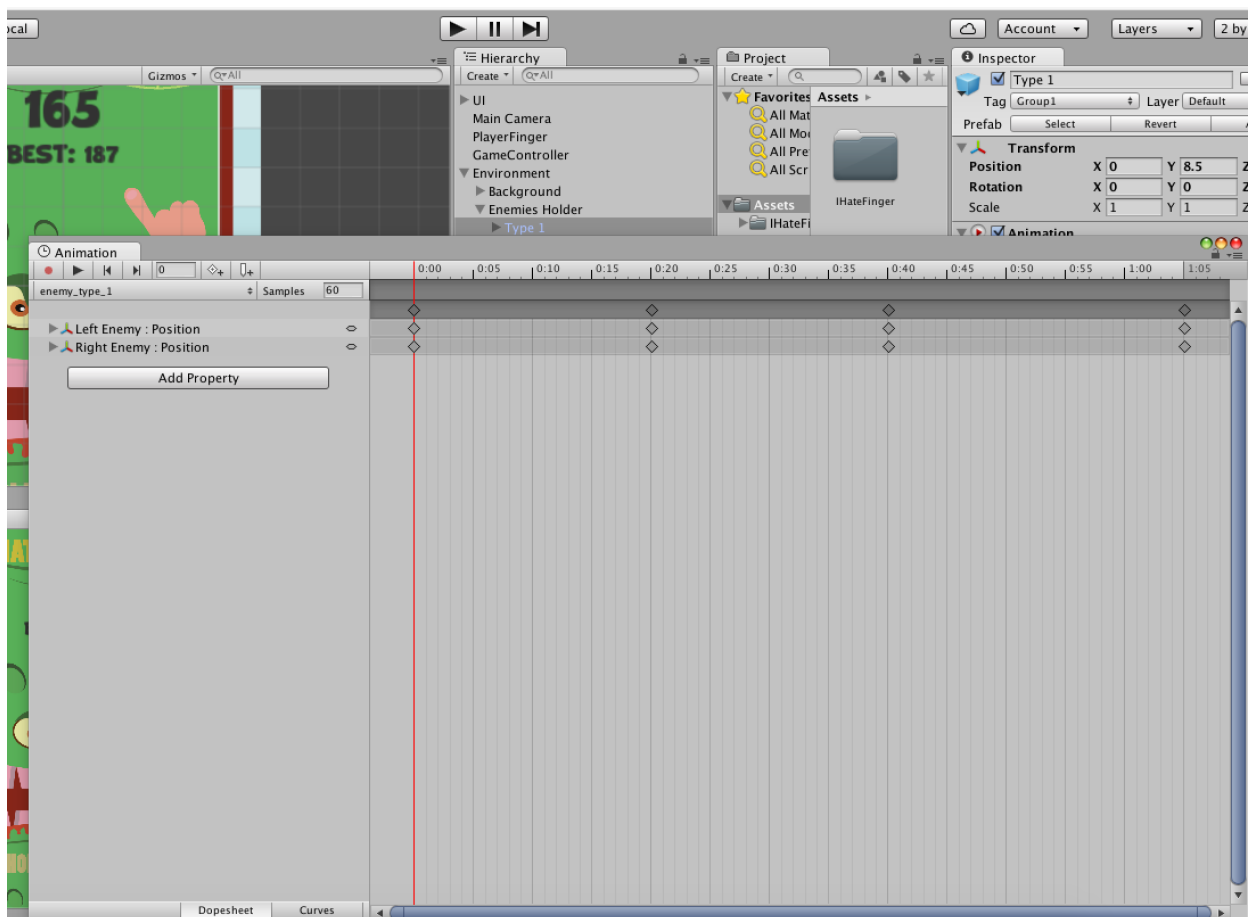 ocal Account Layers 2 by
Hierarchy Project Inspector
Gizmos All Create All Create Type 1
165 UI Favorites Assets Tag Group1 Layer Default
Main Camera All Mat
BEST: 187 PlayerFinger All Mo Prefab Select Revert
GameController All Pre Transform
Environment All Scr Position X 0 Y 8.5 Z
Background Rotation X 0 Y 0 Z
Enemies Holder Assets IHateFinger Scale X 1 Y 1 Z
Type 1 IHateFi Animation
Animation
0 0:00 0:05 0:10 0:15 0:20 0:25 0:30 0:35 0:40 0:45 0:50 0:55 1:00 1:05
enemy_type_1 Samples 60
Left Enemy : Position
Right Enemy : Position
Add Property
Dopesheet Curves